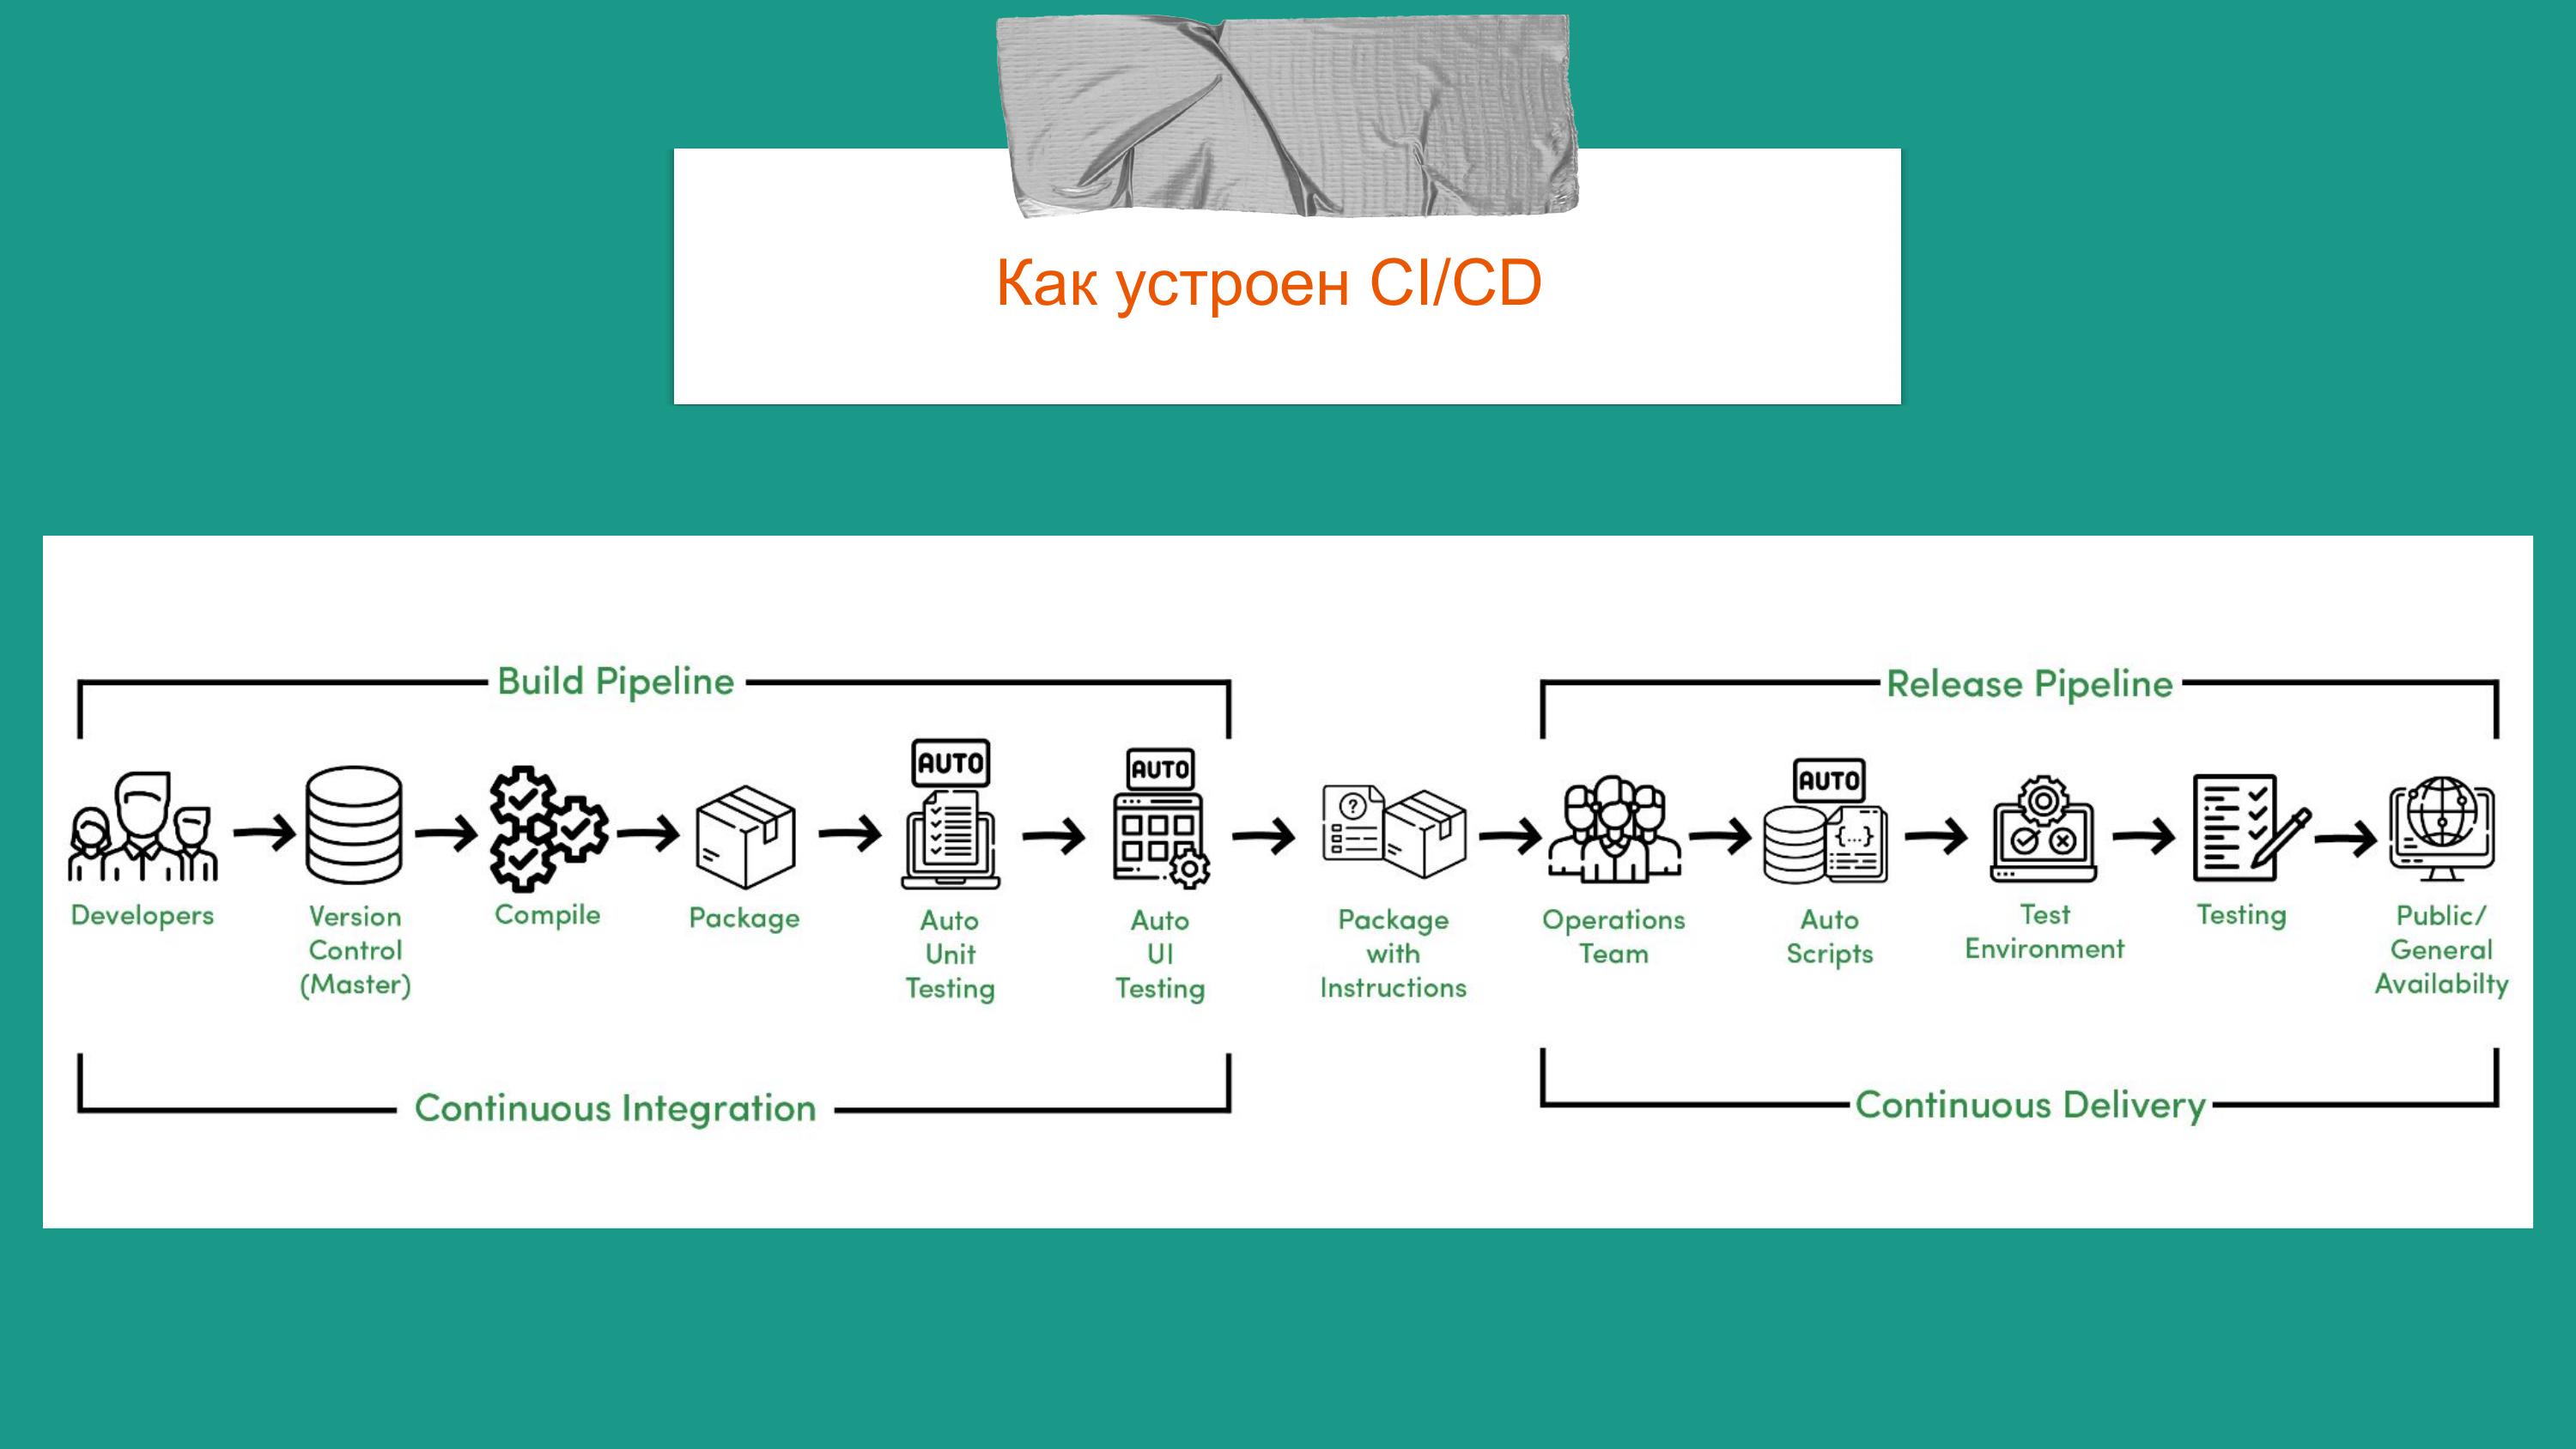 Как устроен CI/CD
Build Pipeline
Release Pipeline
AUTO
AUTO
AUTO
Developers
Version
Control
(Master)
Compile
Package
Auto
Unit
Testing
Auto
UI
Testing
Package
with
Instructions
Operations
Team
Auto
Scripts
Test
Environment
Testing
Public/
General
Availabilty
Continuous Integration
Continuous Delivery